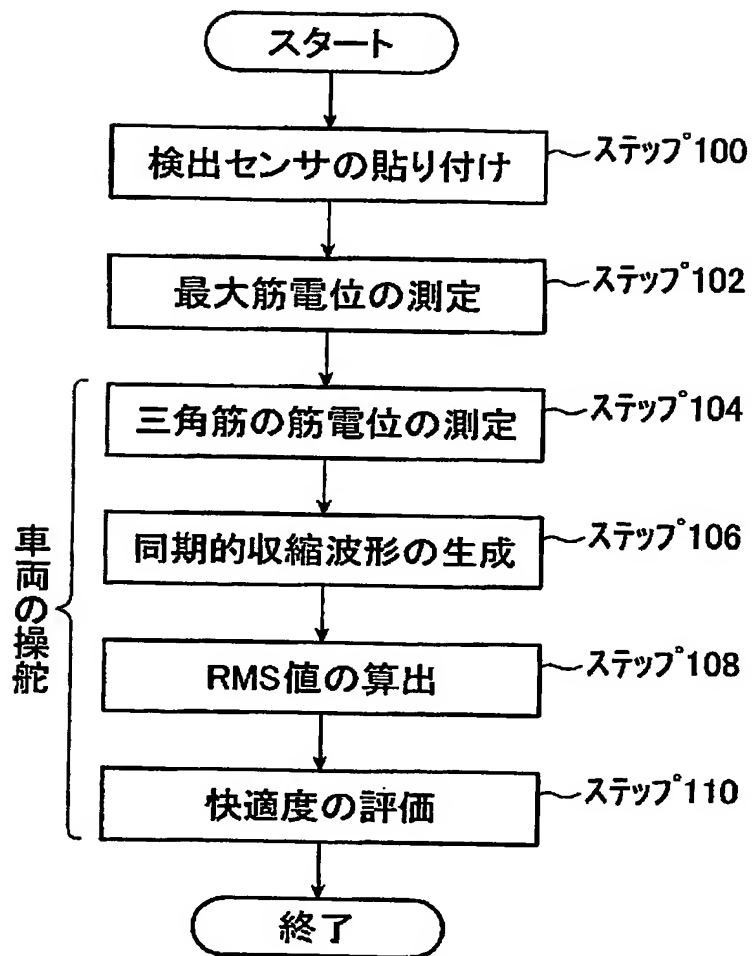 スタート
検出センサの貼り付け
ステップ100
最大筋電位の測定
ステップ102
三角筋の筋電位の測定
ステップ104
同期的収縮波形の生成
ステップ106
RMS値の算出
ステップ108
快適度の評価
ステップ110
車両の操舵
終了